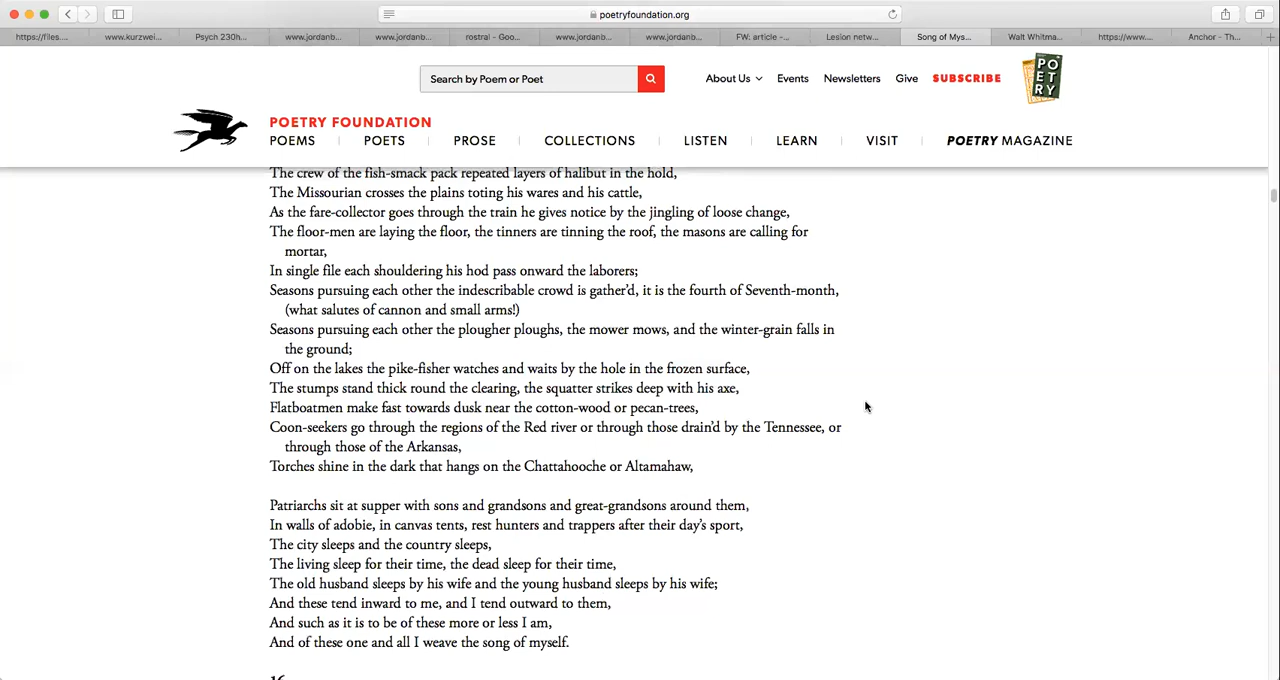 poetryfoundation.org
https://files....
www.kurzwei...
Psych 230h...
www.jordanb...
www.jordanb...
rostral - Goo...
www.jordanb...
www.jordanb...
FW: article -...
Lesion netw...
Song of Mys...
Walt Whitma...
https://www....
Anchor - Th...
Search by Poem or Poet
About Us
Events
Newsletters
Give
SUBSCRIBE
PO
ET
RY
POETRY FOUNDATION
POEMS
POETS
PROSE
COLLECTIONS
LISTEN
LEARN
VISIT
POETRY MAGAZINE
The crew of the fish-smack pack repeated layers of halibut in the hold,
The Missourian crosses the plains toting his wares and his cattle,
As the fare-collector goes through the train he gives notice by the jingling of loose change,
The floor-men are laying the floor, the tinners are tinning the roof, the masons are calling for
mortar,
In single file each shouldering his hod pass onward the laborers;
Seasons pursuing each other the indescribable crowd is gather'd, it is the fourth of Seventh-month,
(what salutes of cannon and small arms!)
Seasons pursuing each other the plougher ploughs, the mower mows, and the winter-grain falls in
the ground;
Off on the lakes the pike-fisher watches and waits by the hole in the frozen surface,
The stumps stand thick round the clearing, the squatter strikes deep with his axe,
Flatboatmen make fast towards dusk near the cotton-wood or pecan-trees,
Coon-seekers go through the regions of the Red river or through those drain'd by the Tennessee, or
through those of the Arkansas,
Torches shine in the dark that hangs on the Chattahooche or Altamahaw,
Patriarchs sit at supper with sons and grandsons and great-grandsons around them,
In walls of adobie, in canvas tents, rest hunters and trappers after their day's sport,
The city sleeps and the country sleeps,
The living sleep for their time, the dead sleep for their time,
The old husband sleeps by his wife and the young husband sleeps by his wife;
And these tend inward to me, and I tend outward to them,
And such as it is to be of these more or less I am,
And of these one and all I weave the song of myself.